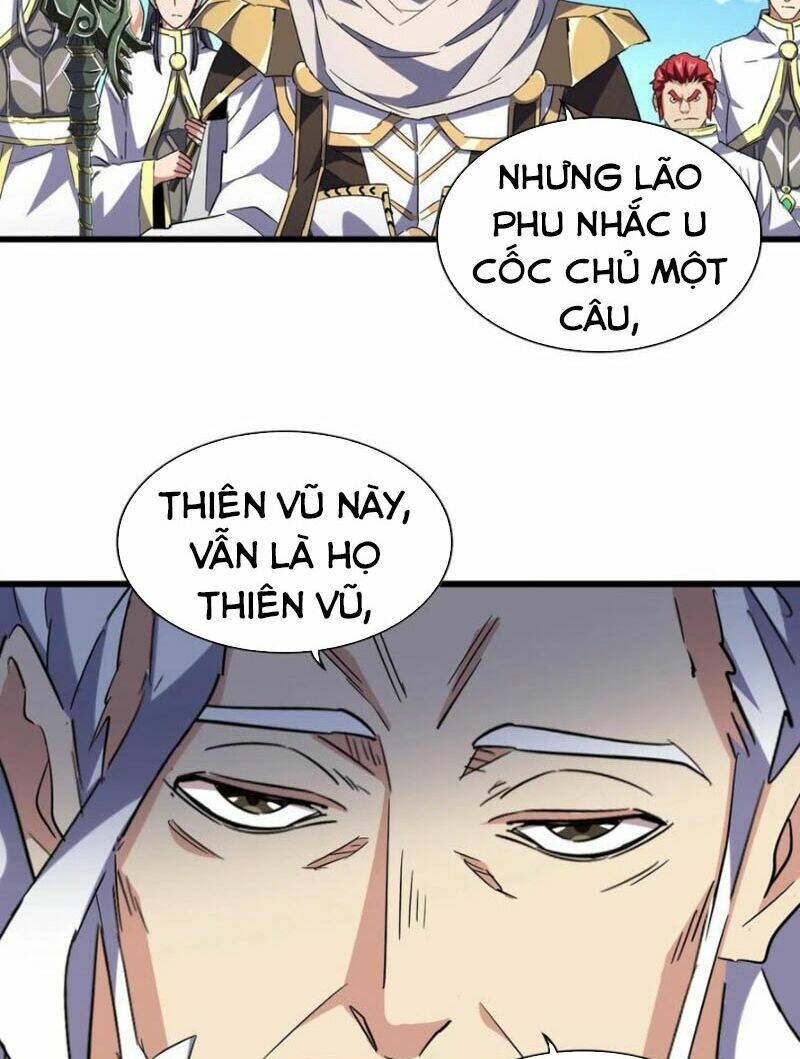 NHƯNG LÃO
PHU NHẮC U
CỐC CHỦ MỘT
CÂU,
THIÊN VŨ NÀY,
VẪN LÀ HỌ
THIÊN VŨ,